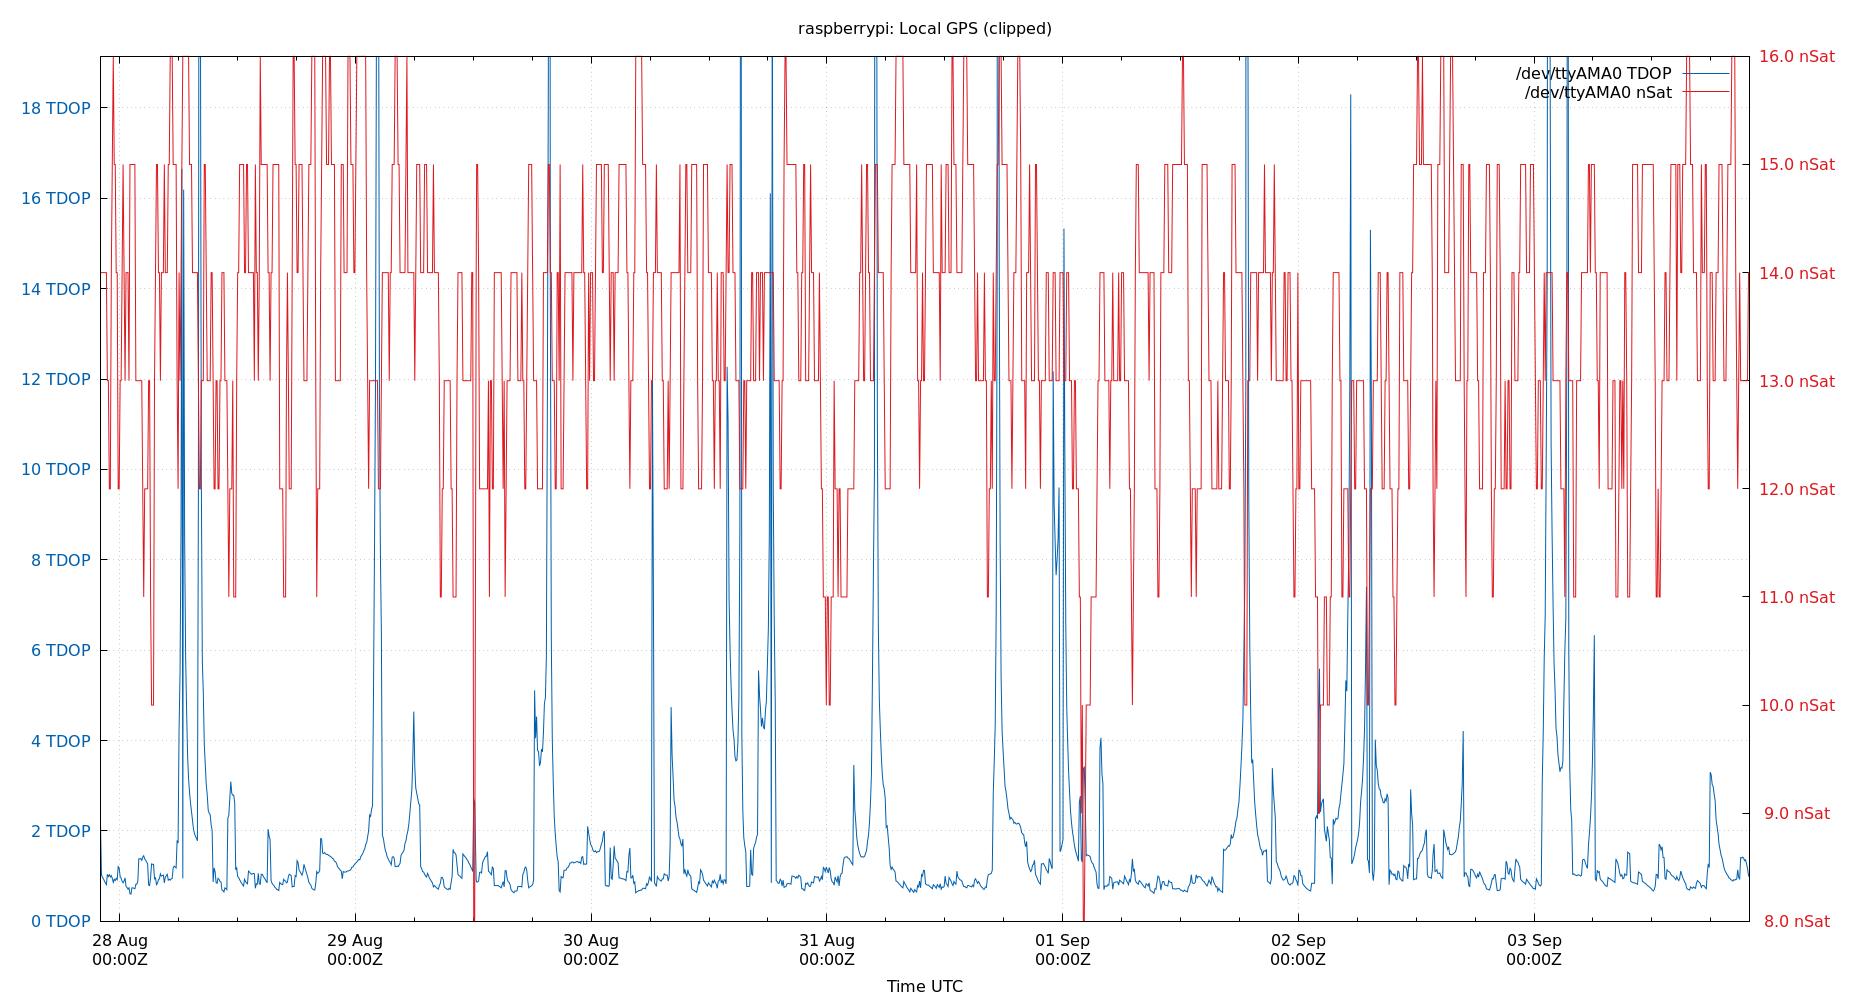 raspberrypi: Local GPS (clipped)
/dev/ttyAMA0 TDOP
/dev/ttyAMA0 nSat
18 TDOP
16 TDOP
14 TDOP
12 TDOP
10 TDOP
8 TDOP
6 TDOP
4 TDOP
2 TDOP
0 TDOP
16.0 nSat
15.0 nSat
14.0 nSat
13.0 nSat
12.0 nSat
11.0 nSat
10.0 nSat
9.0 nSat
8.0 nSat
28 Aug
00:00Z
29 Aug
00:00Z
30 Aug
00:00Z
31 Aug
00:00Z
01 Sep
00:00Z
02 Sep
00:00Z
03 Sep
00:00Z
Time UTC